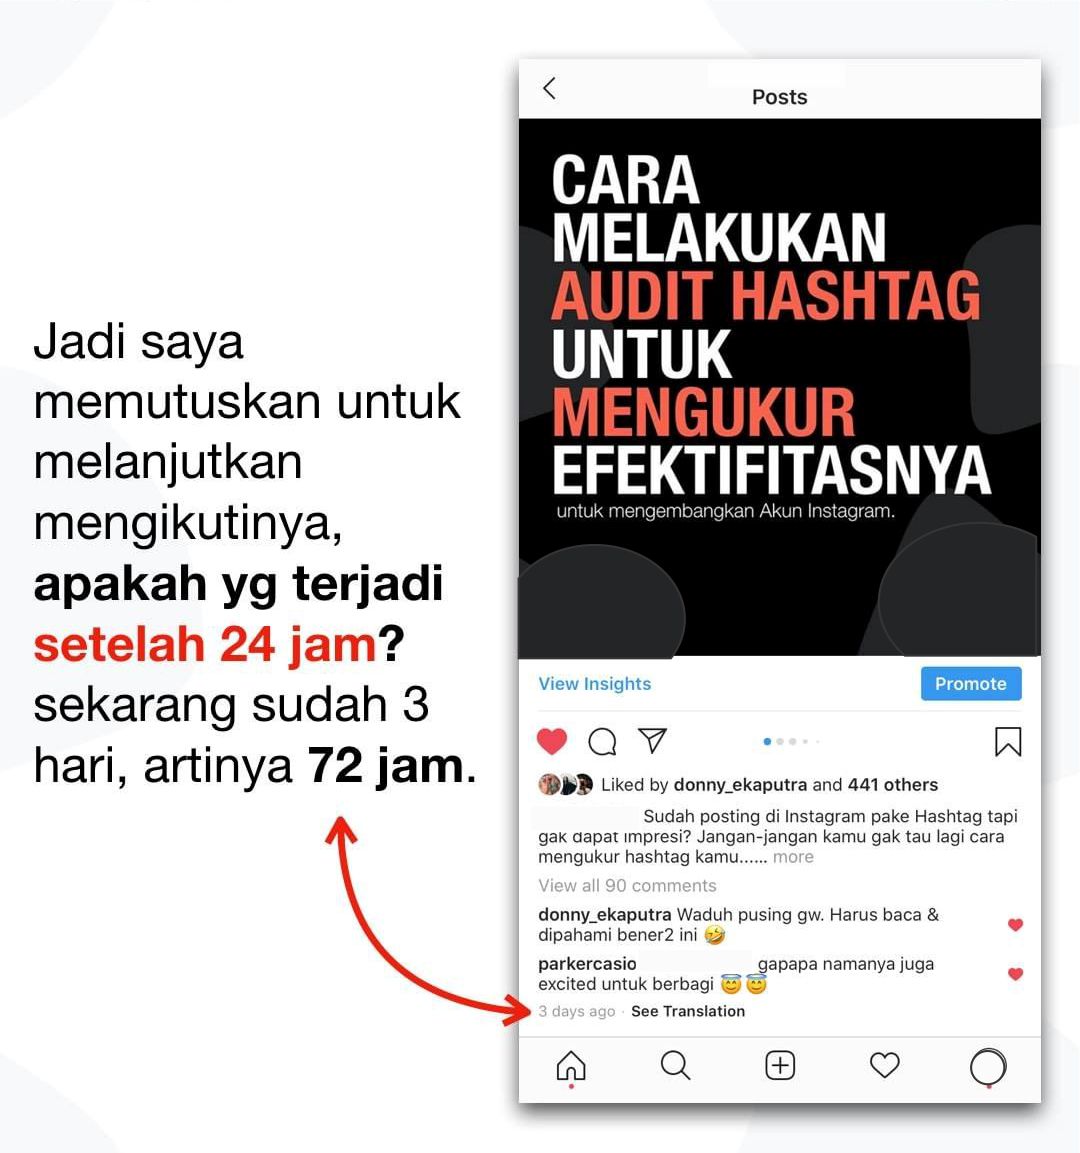 Jadi saya
memutuskan untuk
melanjutkan
mengikutinya,
apakah yg terjadi
setelah 24 jam?
sekarang sudah 3
hari, artinya 72 jam.
Posts
CARA
MELAKUKAN
AUDIT HASHTAG
UNTUK
MENGUKUR
EFEKTIFITASNYA
untuk mengembangkan Akun Instagram.
View Insights
Promote
Liked by donny_ekaputra and 441 others
Sudah posting di Instagram pake Hashtag tapi
gak dapat impresi? Jangan-jangan kamu gak tau lagi cara
mengukur hashtag kamu...... more
View all 90 comments
donny_ekaputra Waduh pusing gw. Harus baca &
dipahami bener2 ini 🤣
parkercasio gapapa namanya juga
excited untuk berbagi 😇😇
3 days ago · See Translation